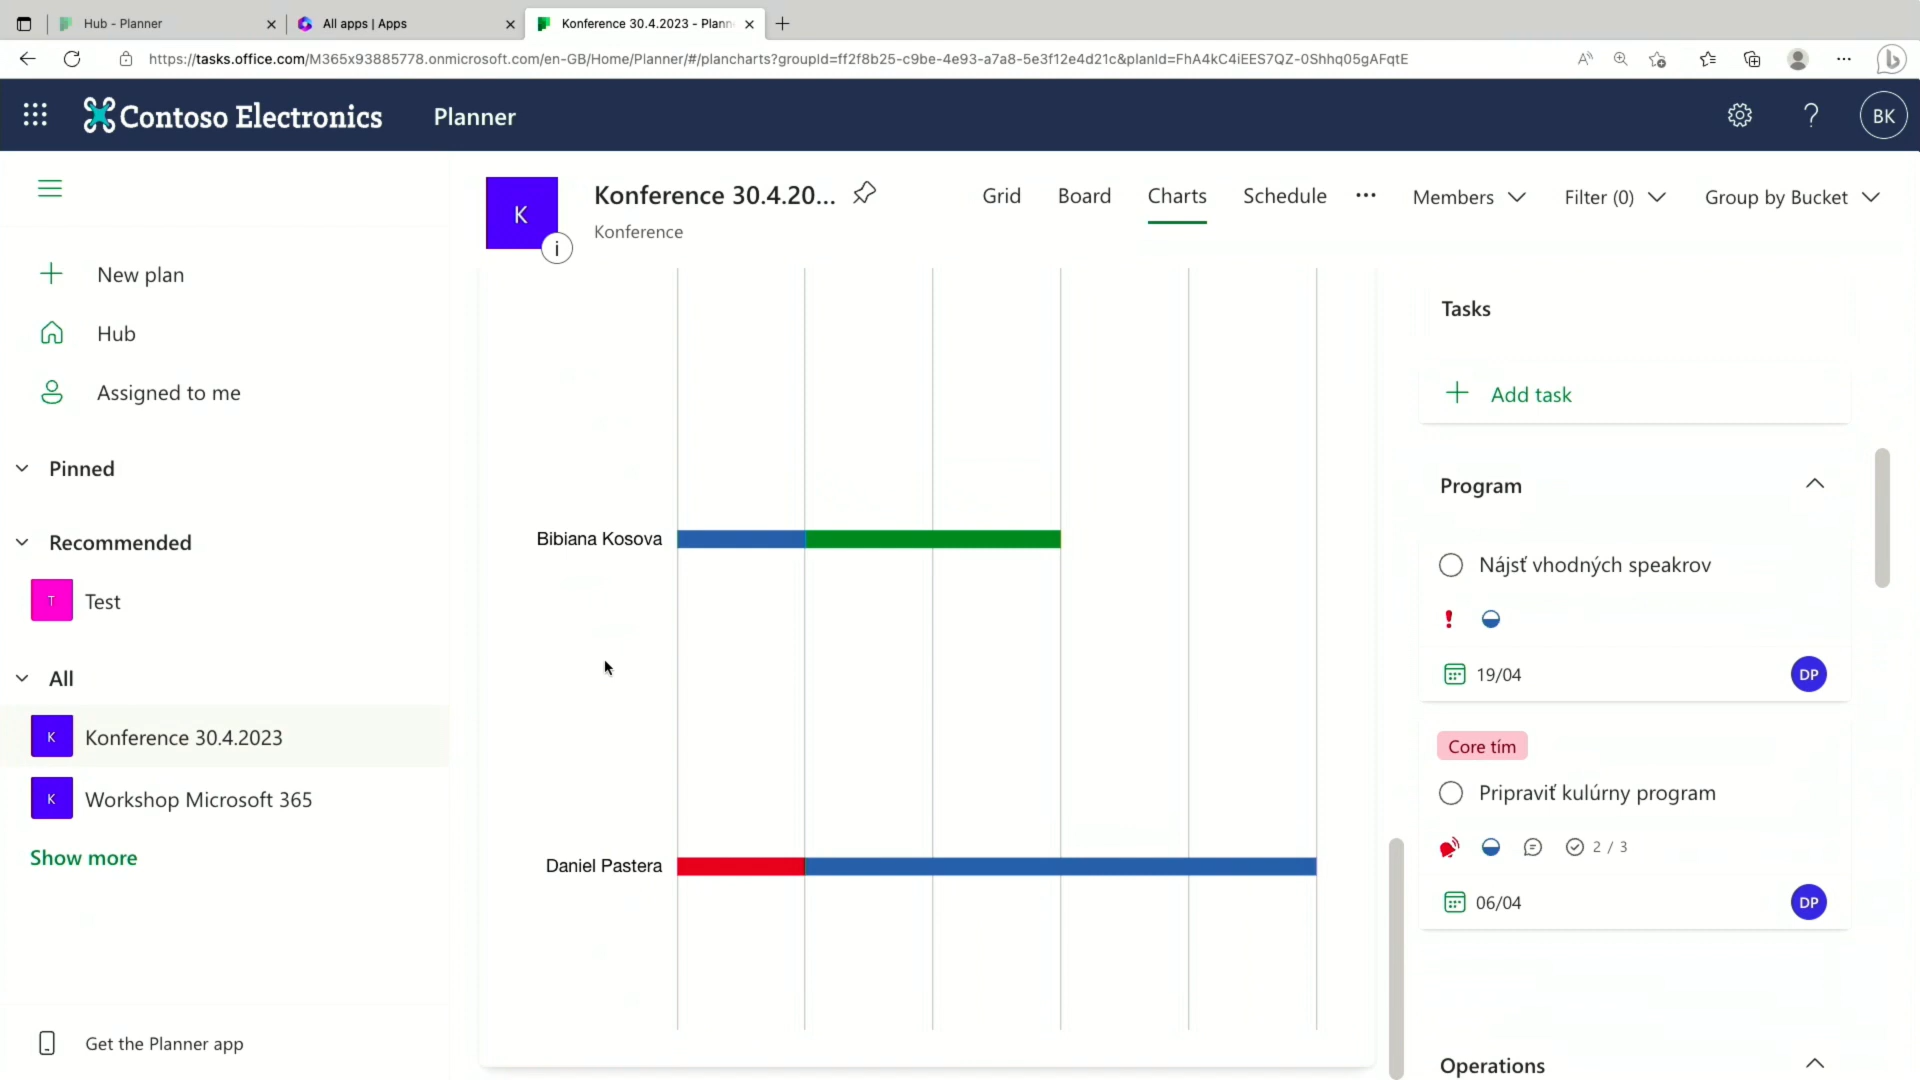 Hub - Planner
All apps | Apps
Konference 30.4.2023 - Plann
https://tasks.office.com/M365x93885778.onmicrosoft.com/en-GB/Home/Planner/#/plancharts?groupId=ff2f8b25-c9be-4e93-a7a8-5e3f12e4d21c&planId=FhA4kC4iEES7QZ-0Shhq05gAFqtE
Contoso Electronics
Planner
BK
K
i
Konference 30.4.20...
Konference
Grid
Board
Charts
Schedule
Members
Filter (0)
Group by Bucket
New plan
Hub
Assigned to me
Pinned
Recommended
T
Test
All
K
Konference 30.4.2023
K
Workshop Microsoft 365
Show more
Get the Planner app
Bibiana Kosova
Daniel Pastera
Tasks
Add task
Program
Nájsť vhodných speakrov
19/04
DP
Core tím
Pripraviť kulúrny program
2 / 3
06/04
DP
Operations